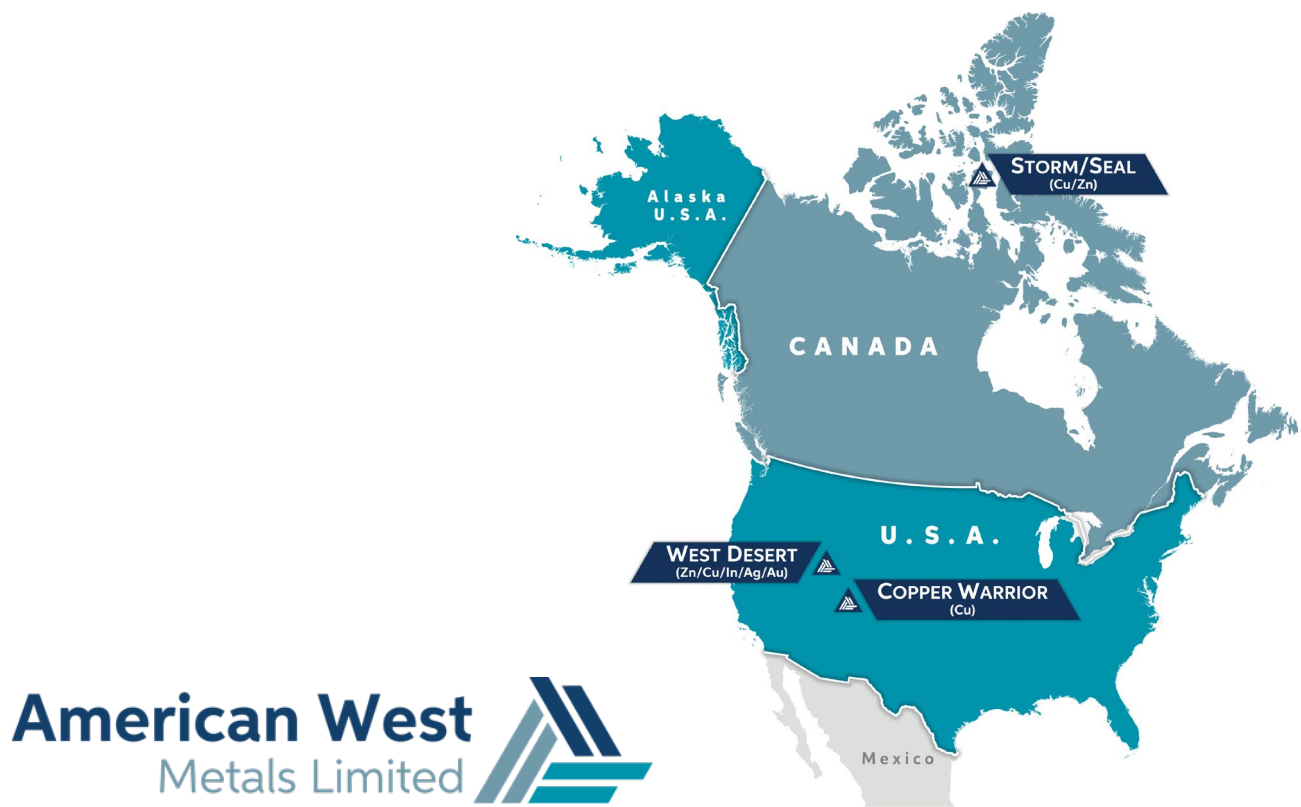 STORM/SEAL
(Cu/Zn)
Alaska
U.S.A.
CANADA
U.S.A.
WEST DESERT
(Zn/Cu/In/Ag/Au)
COPPER WARRIOR
(Cu)
American West
Metals Limited
Mexico